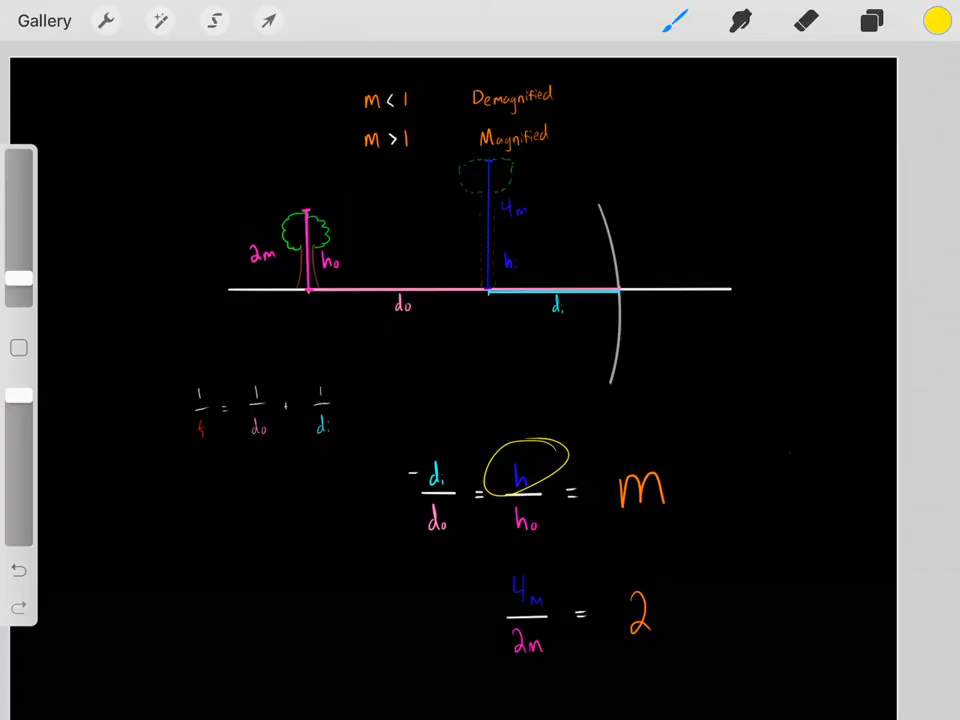 Gallery
m < 1 Demagnified
m > 1 Magnified
4m
2m ho hi
do di
1/f = 1/do + 1/di
-di/do = h/ho = m
4m/2m = 2